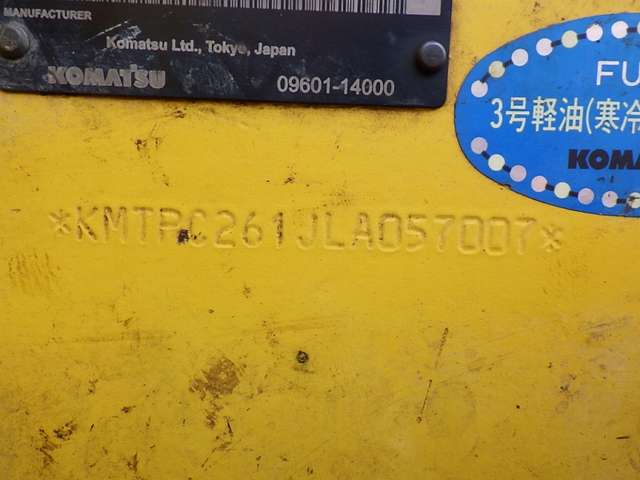 MANUFACTURER
Komatsu Ltd., Tokyo, Japan
KOMATSU
09601-14000
FU
3号軽油(寒冷
KOMA
*KMTPC261JLA057007*